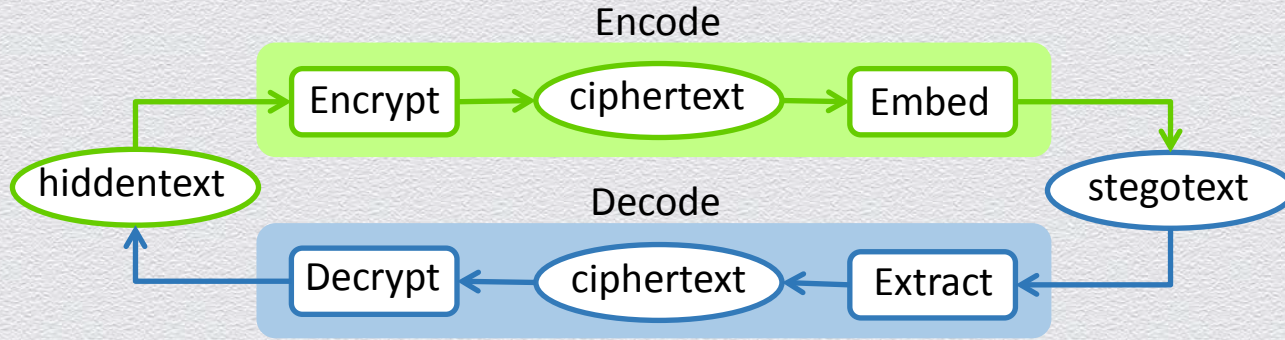 Encode
Encrypt
ciphertext
Embed
hiddentext
stegotext
Decode
Decrypt
ciphertext
Extract